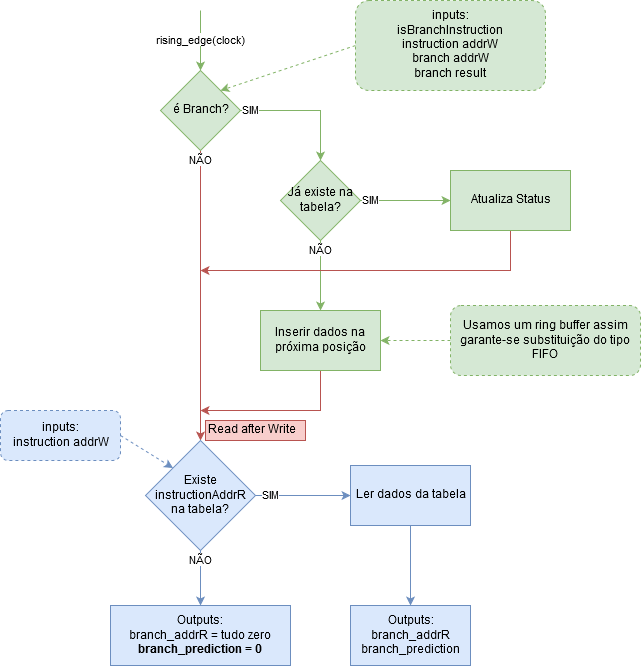 inputs:
isBranchInstruction
instruction addrW
branch addrW
branch result
rising_edge(clock)
é Branch?
SIM
NÃO
Já existe na
tabela?
SIM
Atualiza Status
NÃO
Inserir dados na
próxima posição
Usamos um ring buffer assim
garante-se substituição do tipo
FIFO
Read after Write
inputs:
instruction addrW
Existe
instructionAddrR
na tabela?
SIM
Ler dados da tabela
NÃO
Outputs:
branch_addrR = tudo zero
branch_prediction = 0
Outputs:
branch_addrR
branch_prediction